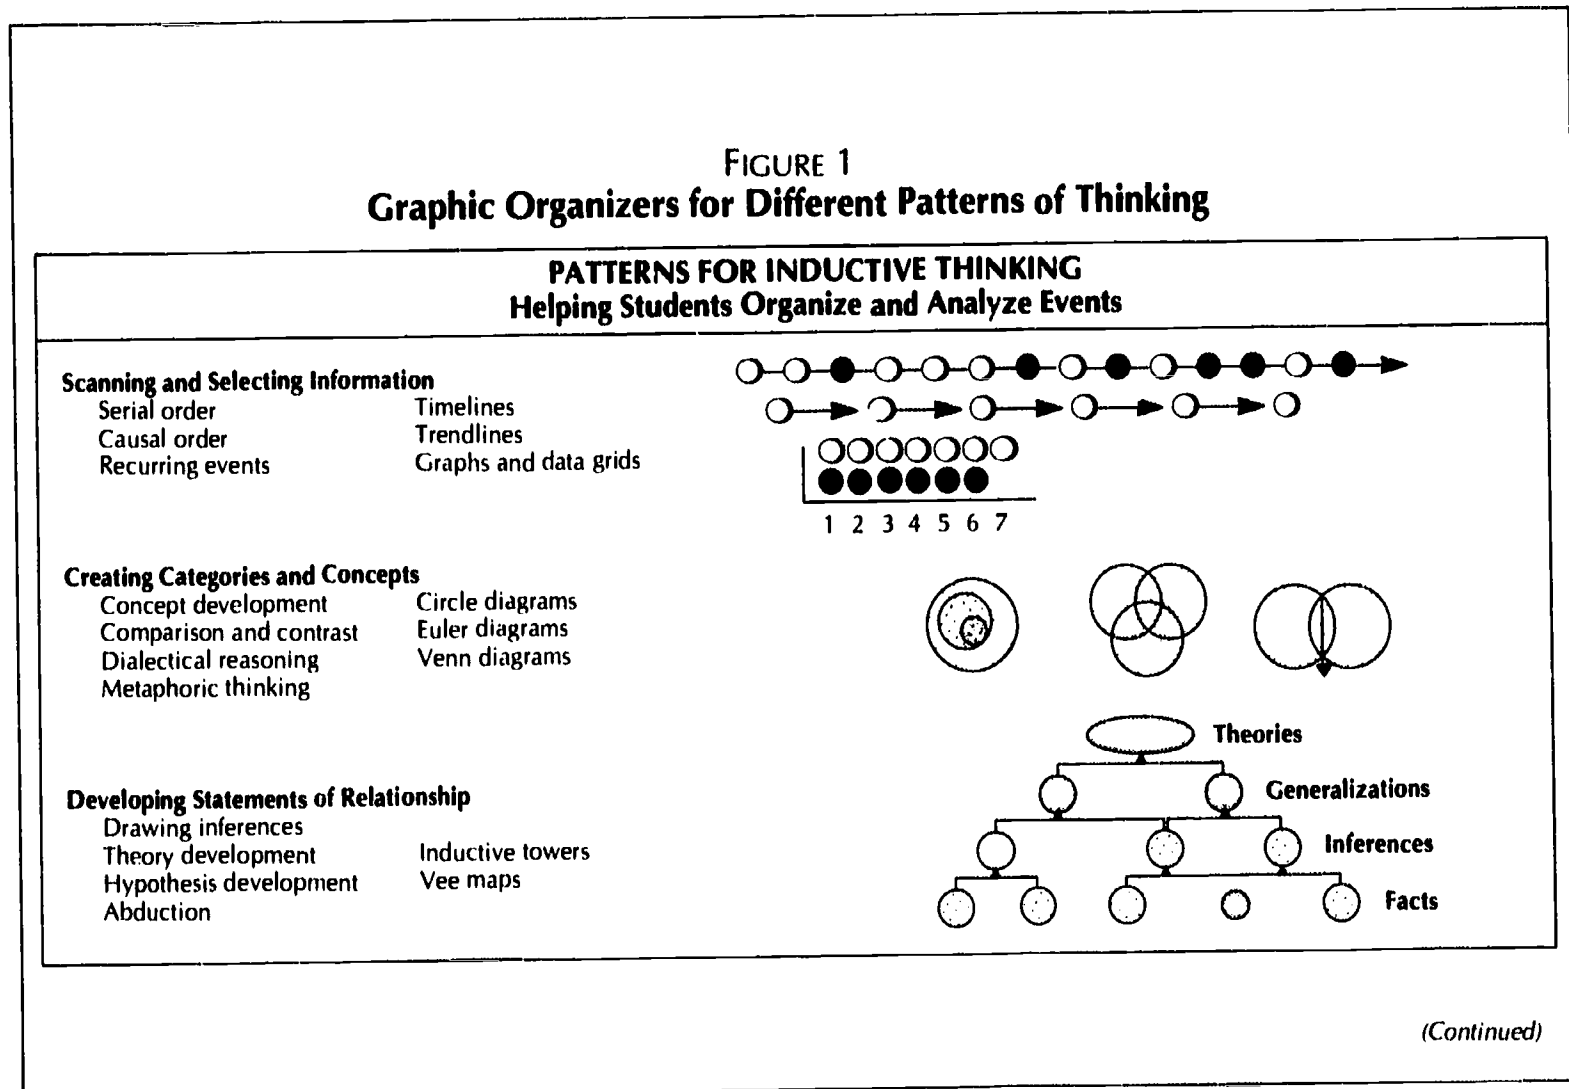 FIGURE 1
Graphic Organizers for Different Patterns of Thinking
PATTERNS FOR INDUCTIVE THINKING
Helping Students Organize and Analyze Events
Scanning and Selecting Information
Serial order Timelines
Causal order Trendlines
Recurring events Graphs and data grids
1 2 3 4 5 6 7
Creating Categories and Concepts
Concept development Circle diagrams
Comparison and contrast Euler diagrams
Dialectical reasoning Venn diagrams
Metaphoric thinking
Theories
Generalizations
Developing Statements of Relationship
Drawing inferences
Theory development Inductive towers
Hypothesis development Vee maps
Abduction
Inferences
Facts
(Continued)